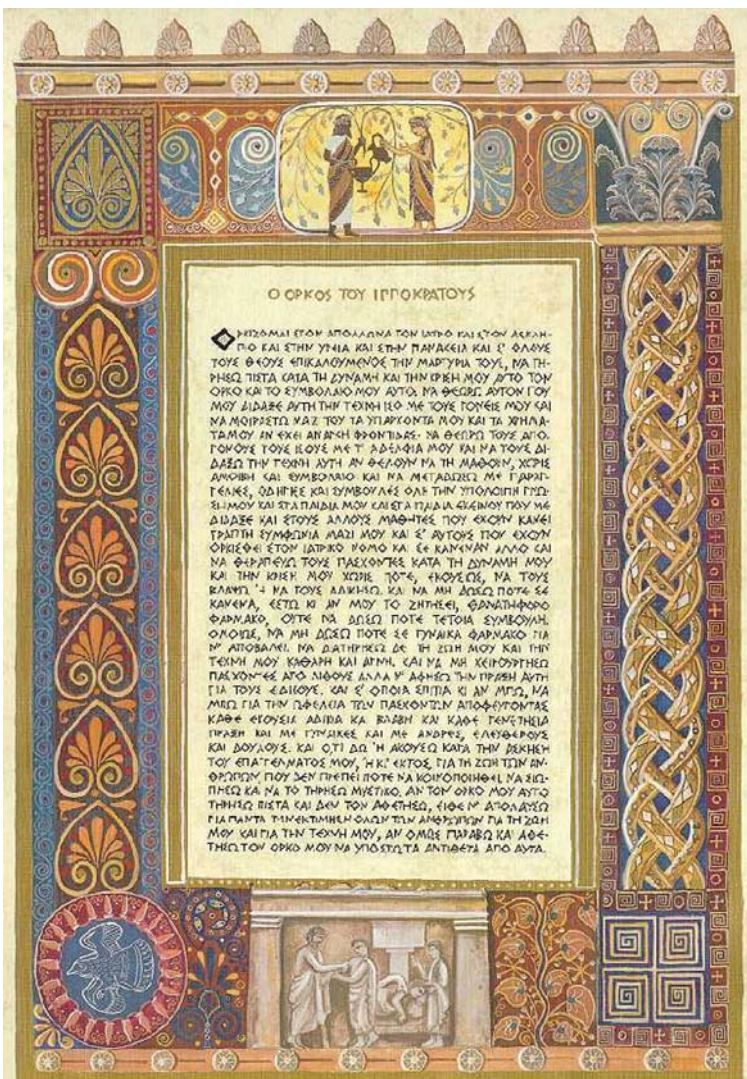 Ο ΟΡΚΟΣ ΤΟΥ ΙΠΠΟΚΡΑΤΟΥΣ
ΟΡΚΙΖΟΜΑΙ ΣΤΟΝ ΑΠΟΛΛΩΝΑ ΤΟΝ ΙΑΤΡΟ ΚΑΙ ΣΤΟΝ ΑΣΚΛΗ-
ΠΙΟ ΚΑΙ ΣΤΗΝ ΥΓΕΙΑ ΚΑΙ ΣΤΗΝ ΠΑΝΑΚΕΙΑ ΚΑΙ Σ' ΟΛΟΥΣ
ΤΟΥΣ ΘΕΟΥΣ ΕΠΙΚΑΛΟΥΜΕΝΟΣ ΤΗΝ ΜΑΡΤΥΡΙΑ ΤΟΥΣ, ΝΑ ΤΗ-
ΡΗΣΩ ΠΙΣΤΑ ΚΑΤΑ ΤΗ ΔΥΝΑΜΗ ΚΑΙ ΤΗΝ ΚΡΙΣΗ ΜΟΥ ΑΥΤΟ ΤΟΝ
ΟΡΚΟ ΚΑΙ ΤΟ ΣΥΜΒΟΛΑΙΟ ΜΟΥ ΑΥΤΟ. ΝΑ ΘΕΩΡΩ ΑΥΤΟΝ ΠΟΥ
ΜΟΥ ΔΙΔΑΞΕ ΑΥΤΗ ΤΗΝ ΤΕΧΝΗ ΙΣΟ ΜΕ ΤΟΥΣ ΓΟΝΕΙΣ ΜΟΥ ΚΑΙ
ΝΑ ΜΟΙΡΑΣΤΩ ΜΑΖΙ ΤΟΥ ΤΑ ΥΠΑΡΧΟΝΤΑ ΜΟΥ ΚΑΙ ΤΑ ΧΡΗΜΑ-
ΤΑ ΜΟΥ ΑΝ ΕΧΕΙ ΑΝΑΓΚΗ ΦΡΟΝΤΙΔΑΣ. ΝΑ ΘΕΩΡΩ ΤΟΥΣ ΑΠΟ-
ΓΟΝΟΥΣ ΤΟΥΣ ΙΣΟΥΣ ΜΕ Τ' ΑΔΕΛΦΙΑ ΜΟΥ ΚΑΙ ΝΑ ΤΟΥΣ ΔΙ-
ΔΑΞΩ ΤΗΝ ΤΕΧΝΗ ΑΥΤΗ ΑΝ ΘΕΛΟΥΝ ΝΑ ΤΗ ΜΑΘΟΥΝ, ΧΩΡΙΣ
ΑΜΟΙΒΗ ΚΑΙ ΣΥΜΒΟΛΑΙΟ ΚΑΙ ΝΑ ΜΕΤΑΔΩΣΩ ΜΕ ΠΑΡΑΓ-
ΓΕΛΙΕΣ, ΟΔΗΓΙΕΣ ΚΑΙ ΣΥΜΒΟΥΛΕΣ ΟΛΗ ΤΗΝ ΥΠΟΛΟΙΠΗ ΓΝΩ-
ΣΗ ΜΟΥ ΚΑΙ ΣΤΑ ΠΑΙΔΙΑ ΜΟΥ ΚΑΙ ΣΤΑ ΠΑΙΔΙΑ ΕΚΕΙΝΟΥ ΠΟΥ ΜΕ
ΔΙΔΑΞΕ ΚΑΙ ΣΤΟΥΣ ΑΛΛΟΥΣ ΜΑΘΗΤΕΣ ΠΟΥ ΕΧΟΥΝ ΚΑΝΕΙ
ΓΡΑΠΤΗ ΣΥΜΦΩΝΙΑ ΜΑΖΙ ΜΟΥ ΚΑΙ Σ' ΑΥΤΟΥΣ ΠΟΥ ΕΧΟΥΝ
ΟΡΚΙΣΘΕΙ ΣΤΟΝ ΙΑΤΡΙΚΟ ΝΟΜΟ ΚΑΙ ΣΕ ΚΑΝΕΝΑΝ ΑΛΛΟ ΚΑΙ
ΝΑ ΘΕΡΑΠΕΥΩ ΤΟΥΣ ΠΑΣΧΟΝΤΕΣ ΚΑΤΑ ΤΗ ΔΥΝΑΜΗ ΜΟΥ
ΚΑΙ ΤΗΝ ΚΡΙΣΗ ΜΟΥ ΧΩΡΙΣ ΠΟΤΕ, ΕΚΟΥΣΙΩΣ, ΝΑ ΤΟΥΣ
ΒΛΑΨΩ Ή ΝΑ ΤΟΥΣ ΑΔΙΚΗΣΩ. ΚΑΙ ΝΑ ΜΗ ΔΩΣΩ ΠΟΤΕ ΣΕ
ΚΑΝΕΝΑ, ΕΣΤΩ ΚΙ ΑΝ ΜΟΥ ΤΟ ΖΗΤΗΣΕΙ, ΘΑΝΑΤΗΦΟΡΟ
ΦΑΡΜΑΚΟ, ΟΥΤΕ ΝΑ ΔΩΣΩ ΠΟΤΕ ΤΕΤΟΙΑ ΣΥΜΒΟΥΛΗ.
ΟΜΟΙΩΣ, ΝΑ ΜΗ ΔΩΣΩ ΠΟΤΕ ΣΕ ΓΥΝΑΙΚΑ ΦΑΡΜΑΚΟ ΓΙΑ
Ν' ΑΠΟΒΑΛΕΙ. ΝΑ ΔΙΑΤΗΡΗΣΩ ΔΕ ΤΗ ΖΩΗ ΜΟΥ ΚΑΙ ΤΗΝ
ΤΕΧΝΗ ΜΟΥ ΚΑΘΑΡΗ ΚΑΙ ΑΓΝΗ. ΚΑΙ ΝΑ ΜΗ ΧΕΙΡΟΥΡΓΗΣΩ
ΠΑΣΧΟΝΤΕΣ ΑΠΟ ΛΙΘΟΥΣ ΑΛΛΑ Ν' ΑΦΗΣΩ ΤΗΝ ΠΡΑΞΗ ΑΥΤΗ
ΓΙΑ ΤΟΥΣ ΕΙΔΙΚΟΥΣ. ΚΑΙ Σ' ΟΠΟΙΑ ΣΠΙΤΙΑ ΚΙ ΑΝ ΜΠΩ, ΝΑ
ΜΠΩ ΓΙΑ ΤΗΝ ΩΦΕΛΕΙΑ ΤΩΝ ΠΑΣΧΟΝΤΩΝ ΑΠΟΦΕΥΓΟΝΤΑΣ
ΚΑΘΕ ΕΚΟΥΣΙΑ ΑΔΙΚΙΑ ΚΑΙ ΒΛΑΒΗ ΚΑΙ ΚΑΘΕ ΓΕΝΕΤΗΣΙΑ
ΠΡΑΞΗ ΚΑΙ ΜΕ ΓΥΝΑΙΚΕΣ ΚΑΙ ΜΕ ΑΝΔΡΕΣ, ΕΛΕΥΘΕΡΟΥΣ
ΚΑΙ ΔΟΥΛΟΥΣ. ΚΑΙ Ο,ΤΙ ΔΩ Ή ΑΚΟΥΣΩ ΚΑΤΑ ΤΗΝ ΑΣΚΗΣΗ
ΤΟΥ ΕΠΑΓΓΕΛΜΑΤΟΣ ΜΟΥ, Ή ΚΙ' ΕΚΤΟΣ, ΓΙΑ ΤΗ ΖΩΗ ΤΩΝ ΑΝ-
ΘΡΩΠΩΝ, ΠΟΥ ΔΕΝ ΠΡΕΠΕΙ ΠΟΤΕ ΝΑ ΚΟΙΝΟΠΟΙΗΘΕΙ, ΝΑ ΣΙΩ-
ΠΗΣΩ ΚΑΙ ΝΑ ΤΟ ΤΗΡΗΣΩ ΜΥΣΤΙΚΟ. ΑΝ ΤΟΝ ΟΡΚΟ ΜΟΥ ΑΥΤΟ
ΤΗΡΗΣΩ ΠΙΣΤΑ ΚΑΙ ΔΕΝ ΤΟΝ ΑΘΕΤΗΣΩ, ΕΙΘΕ Ν' ΑΠΟΛΑΥΣΩ
ΓΙΑ ΠΑΝΤΑ ΤΗΝ ΕΚΤΙΜΗΣΗ ΟΛΩΝ ΤΩΝ ΑΝΘΡΩΠΩΝ ΓΙΑ ΤΗ ΖΩΗ
ΜΟΥ ΚΑΙ ΓΙΑ ΤΗΝ ΤΕΧΝΗ ΜΟΥ, ΑΝ ΟΜΩΣ ΠΑΡΑΒΩ ΚΑΙ ΑΘΕ-
ΤΗΣΩ ΤΟΝ ΟΡΚΟ ΜΟΥ ΝΑ ΥΠΟΣΤΩ ΤΑ ΑΝΤΙΘΕΤΑ ΑΠΟ ΑΥΤΑ.